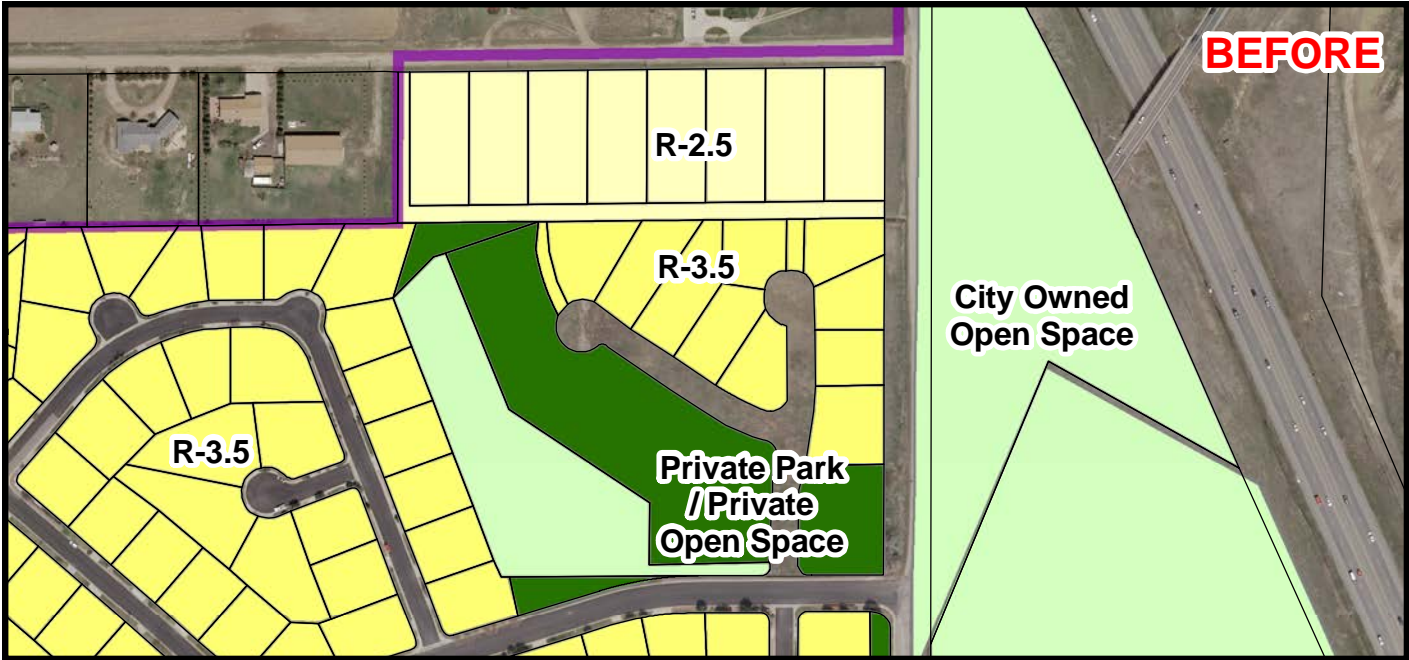 BEFORE
R-2.5
R-3.5
City Owned
Open Space
R-3.5
Private Park
/ Private
Open Space